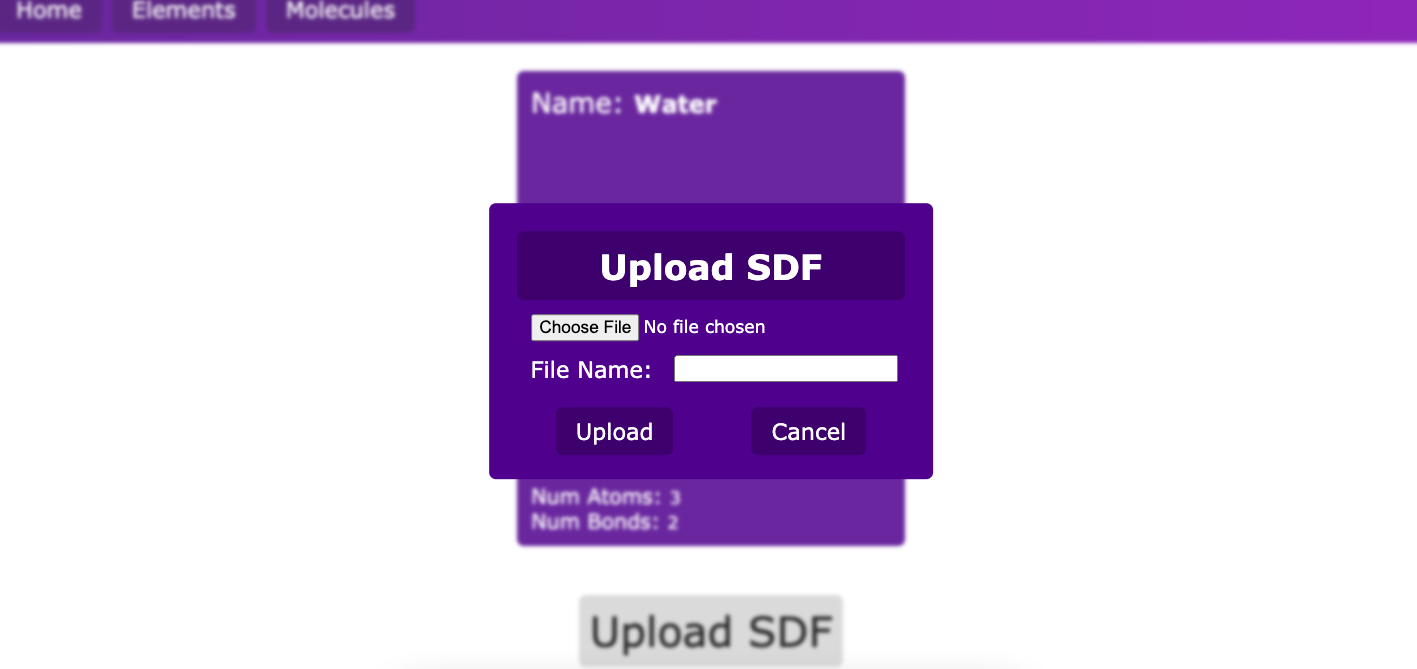 Home Elements Molecules
Name: Water
Upload SDF
Choose File No file chosen
File Name:
Upload Cancel
Num Atoms: 3
Num Bonds: 2
Upload SDF